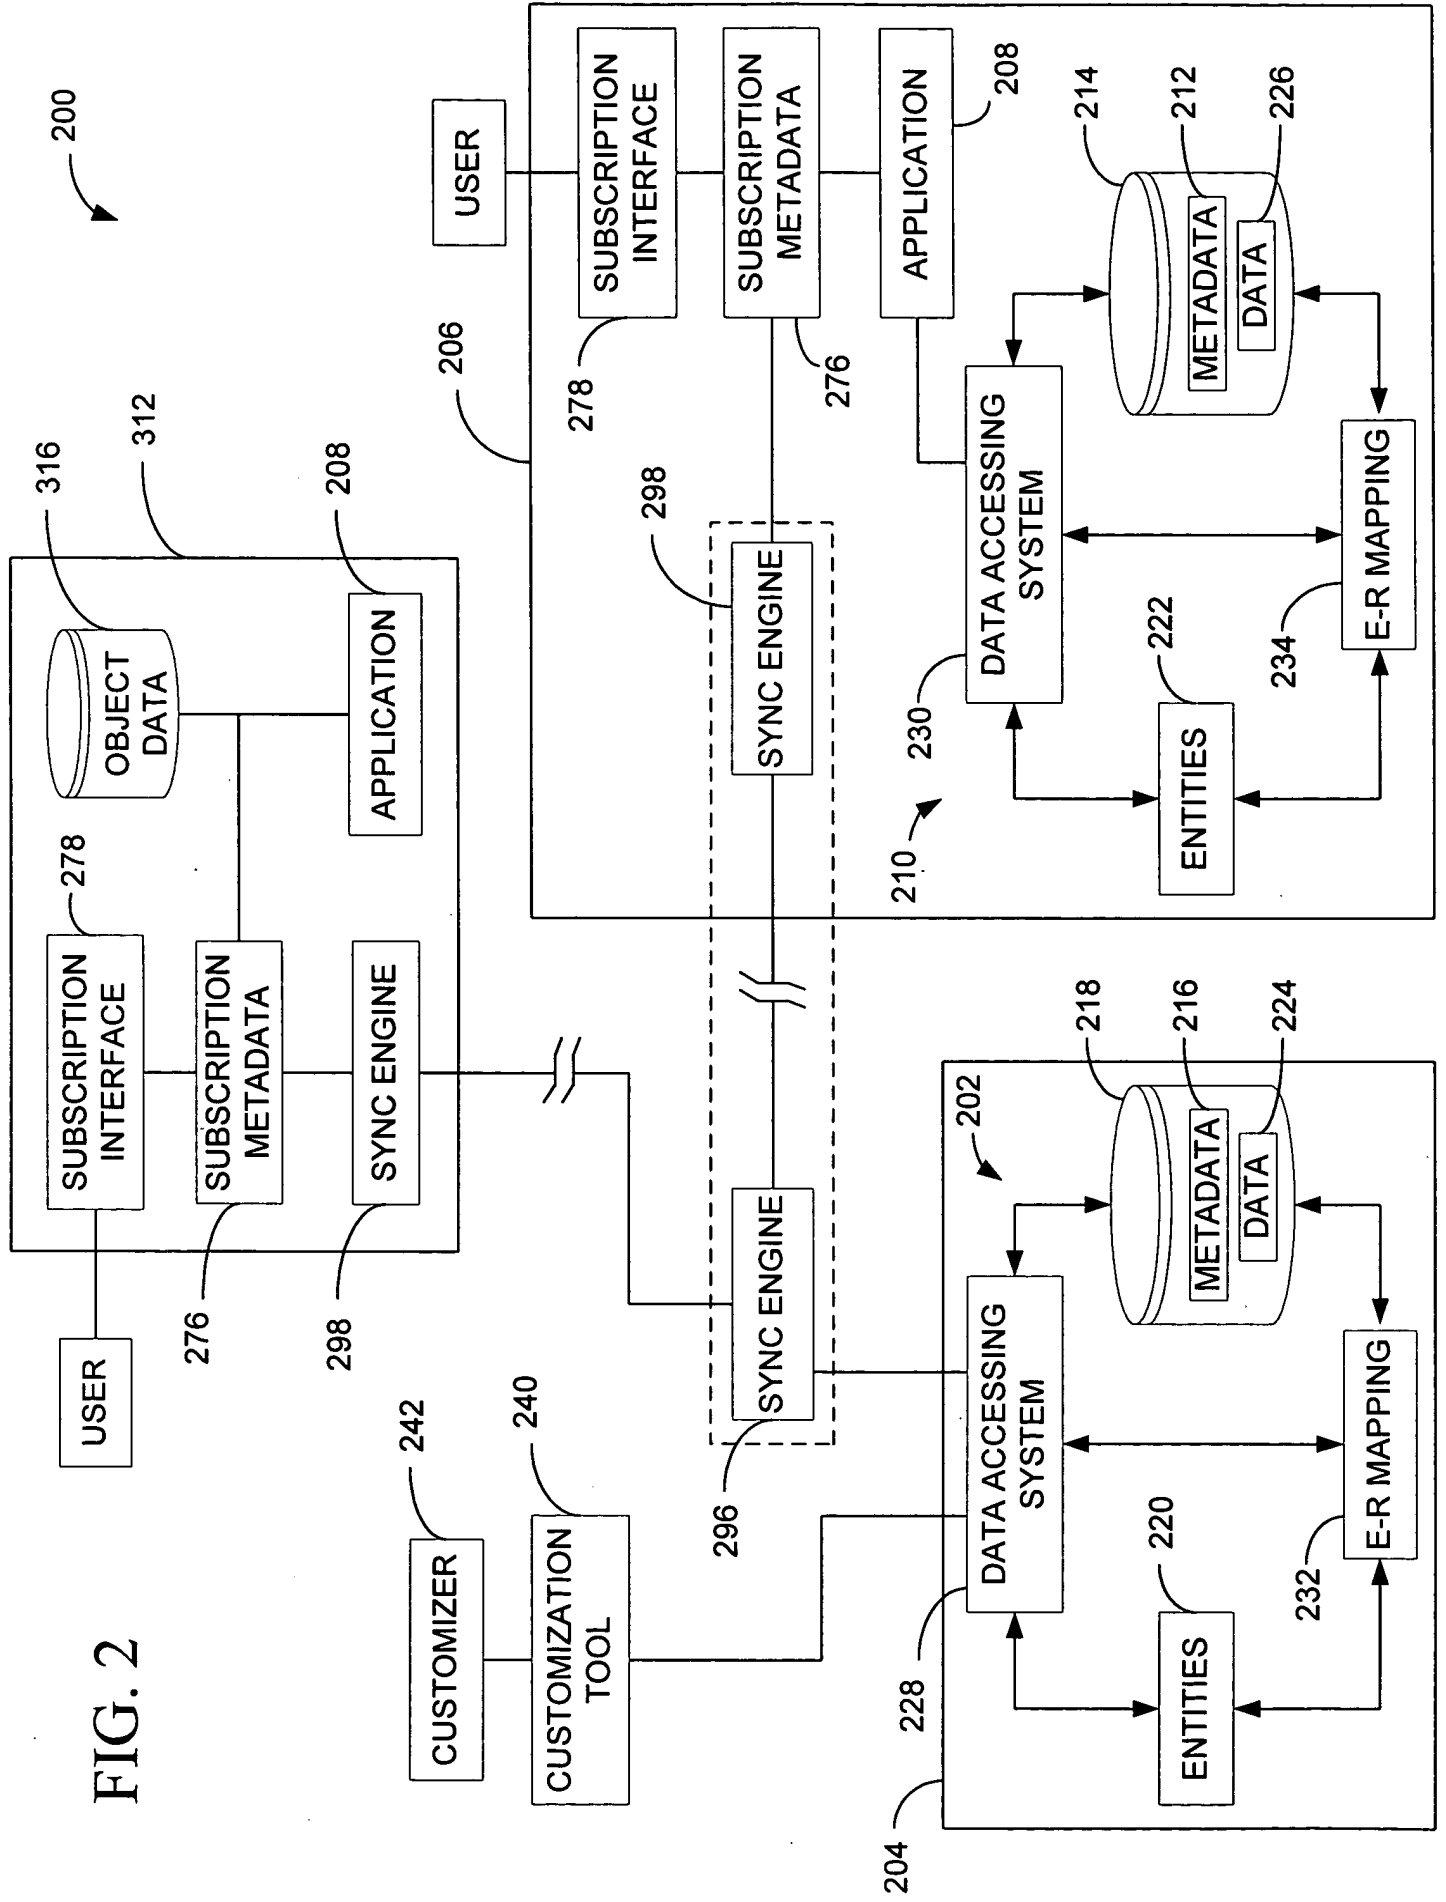 FIG. 2
200
USER
SUBSCRIPTION
INTERFACE
278
SUBSCRIPTION
METADATA
276
SYNC ENGINE
298
OBJECT
DATA
316
312
APPLICATION
208
CUSTOMIZER
242
CUSTOMIZATION
TOOL
240
SYNC ENGINE
296
SYNC ENGINE
298
206
USER
SUBSCRIPTION
INTERFACE
278
SUBSCRIPTION
METADATA
276
APPLICATION
208
204
228
DATA ACCESSING
SYSTEM
202
218
METADATA
216
DATA
224
ENTITIES
220
E-R MAPPING
232
210
230
DATA ACCESSING
SYSTEM
214
METADATA
212
DATA
226
ENTITIES
222
E-R MAPPING
234